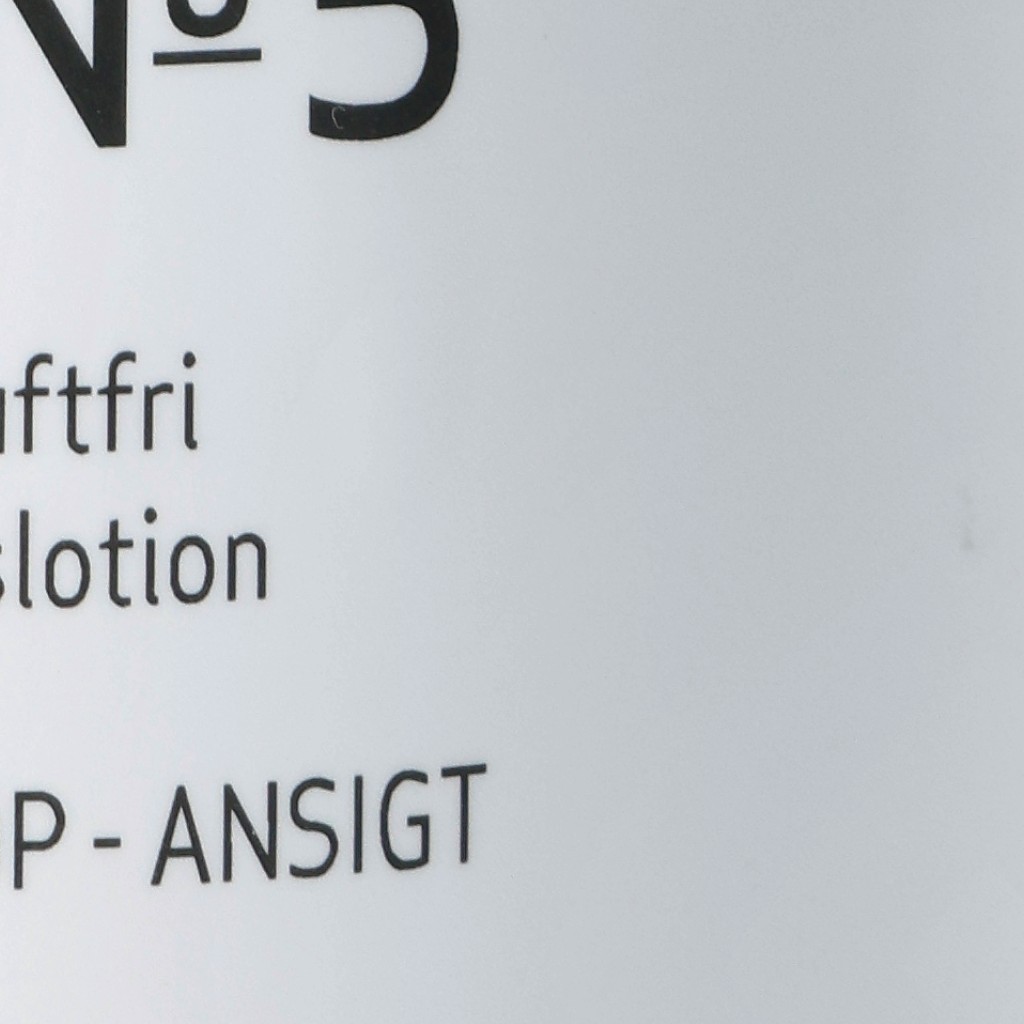 Nº5
uftfri
slotion
P - ANSIGT